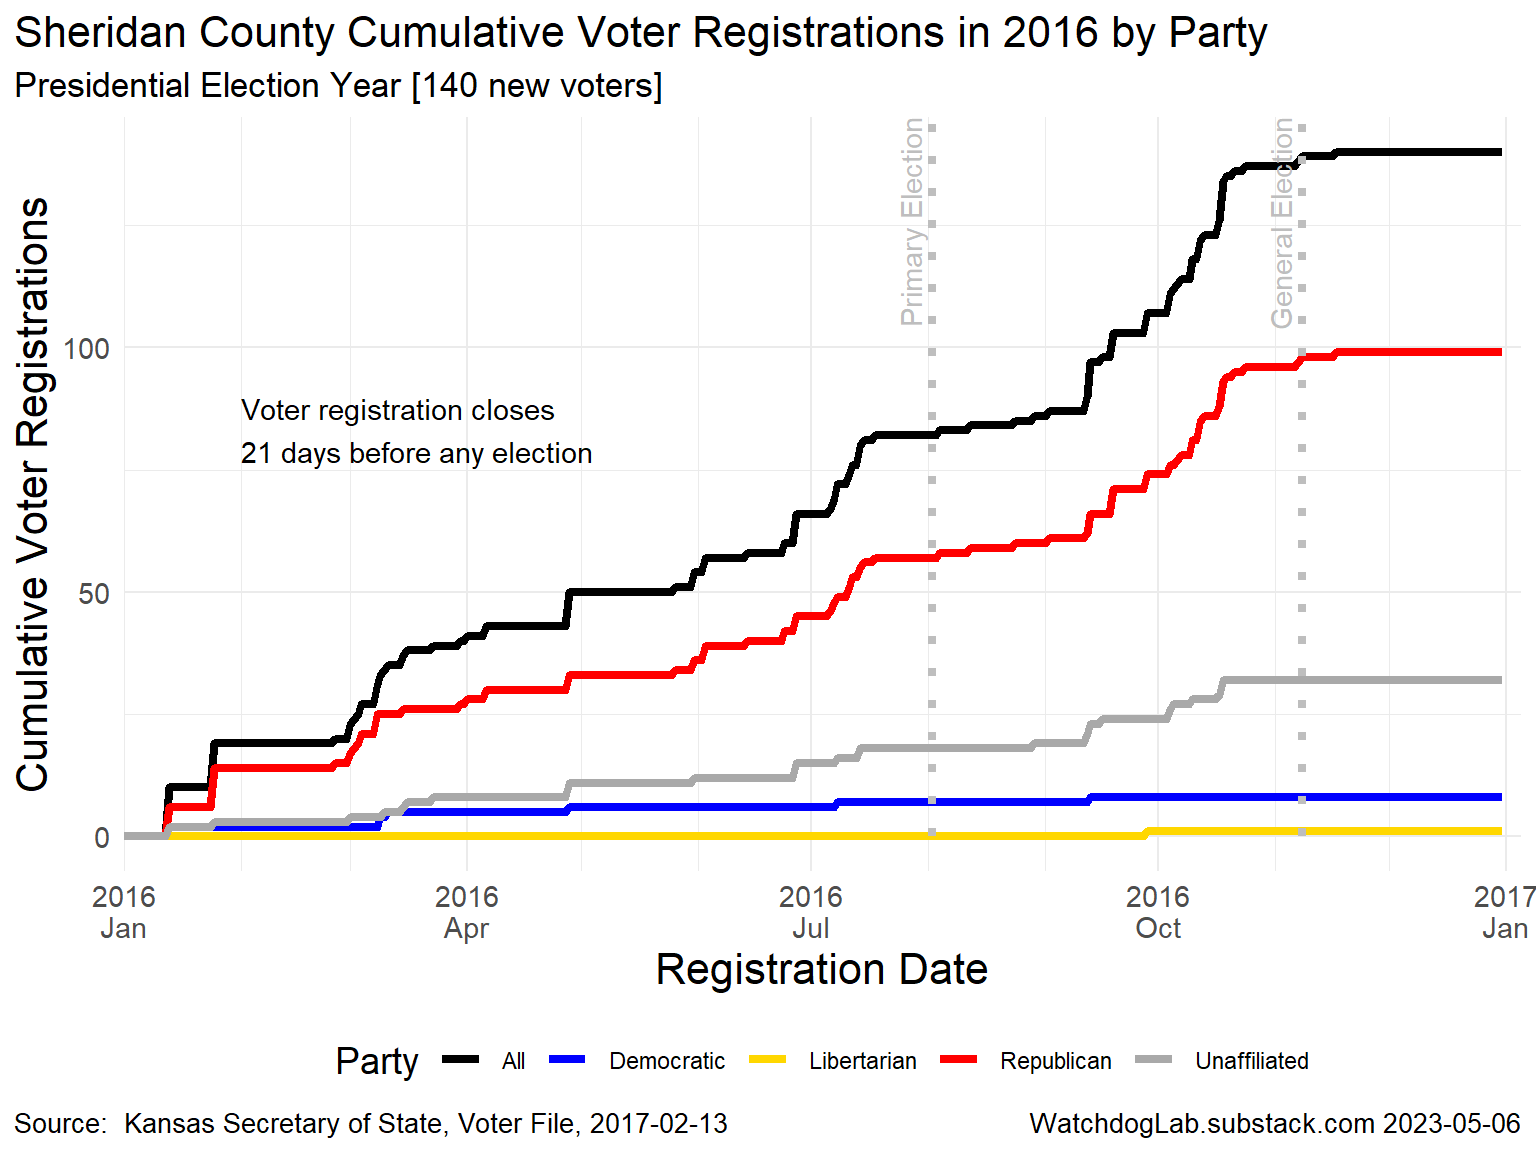 Sheridan County Cumulative Voter Registrations in 2016 by Party
Presidential Election Year [140 new voters]
Cumulative Voter Registrations
100
50
0
Voter registration closes
21 days before any election
Primary Election
General Election
2016
Jan
2016
Apr
2016
Jul
2016
Oct
2017
Jan
Registration Date
Party
All
Democratic
Libertarian
Republican
Unaffiliated
Source:  Kansas Secretary of State, Voter File, 2017-02-13
WatchdogLab.substack.com 2023-05-06